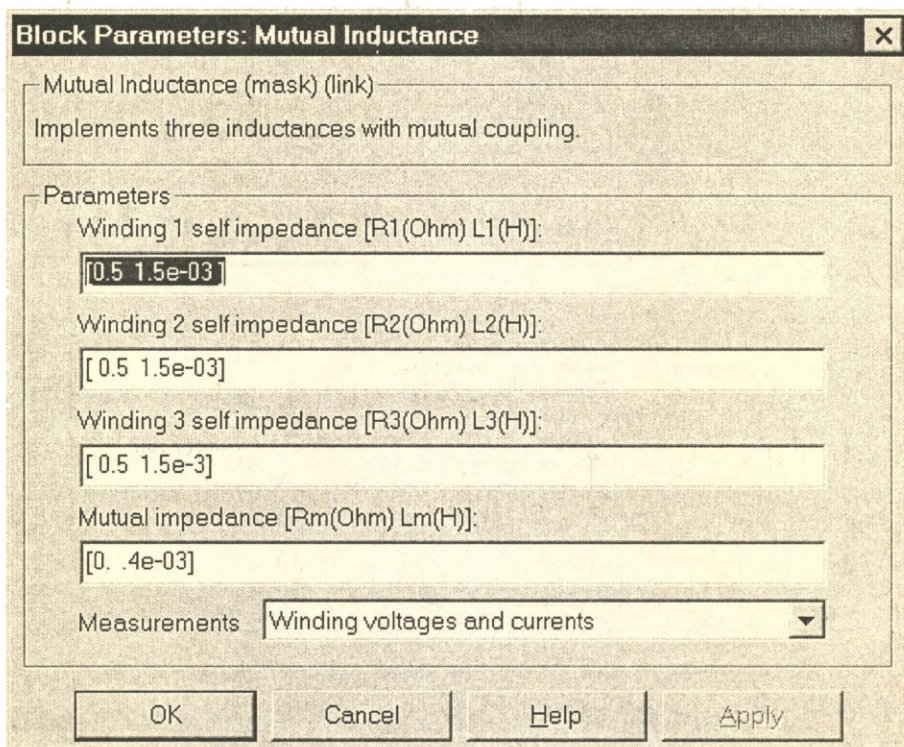 Block Parameters: Mutual Inductance
Mutual Inductance (mask) (link)
Implements three inductances with mutual coupling.
Parameters
Winding 1 self impedance [R1(Ohm) L1(H)]:
[0.5 1.5e-03 ]
Winding 2 self impedance [R2(Ohm) L2(H)]:
[ 0.5 1.5e-03]
Winding 3 self impedance [R3(Ohm) L3(H)]:
[ 0.5 1.5e-3]
Mutual impedance [Rm(Ohm) Lm(H)]:
[0. .4e-03]
Measurements Winding voltages and currents
OK Cancel Help Apply